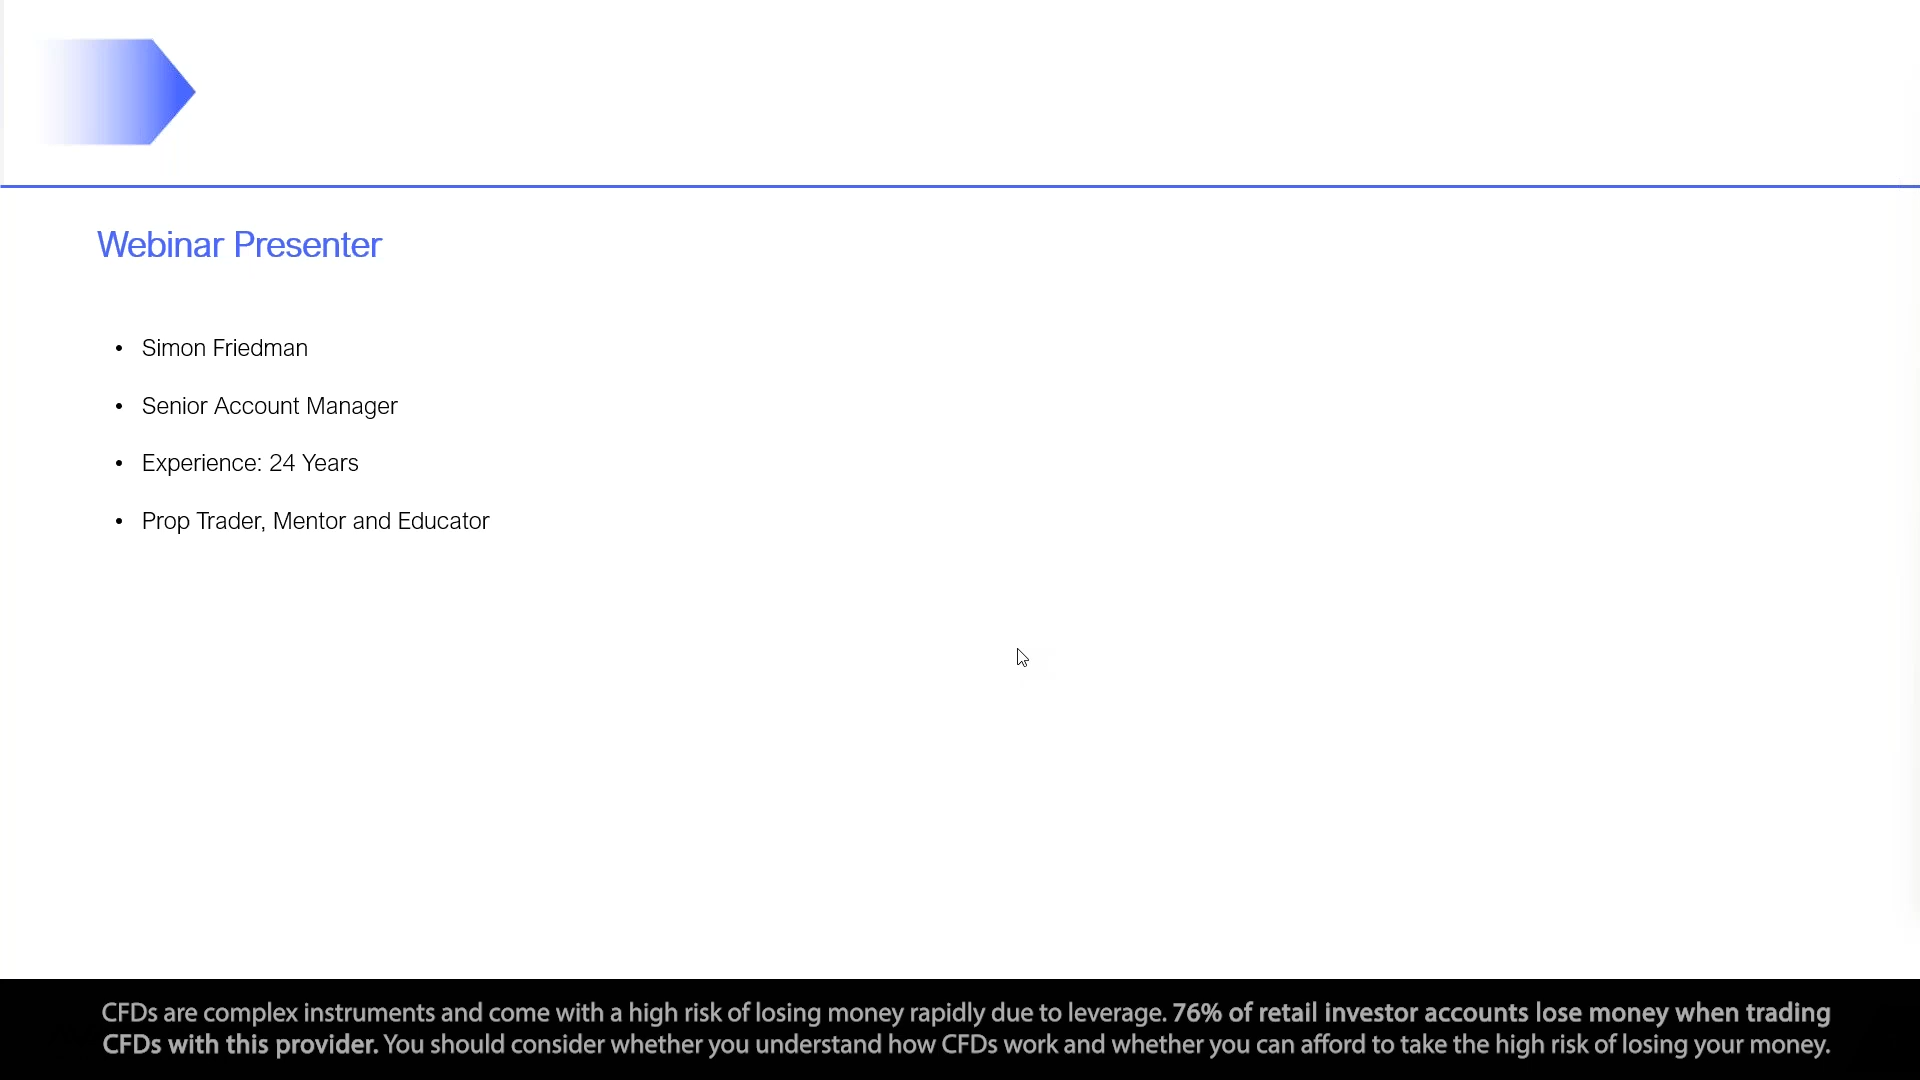 Webinar Presenter
• Simon Friedman
• Senior Account Manager
• Experience: 24 Years
• Prop Trader, Mentor and Educator
CFDs are complex instruments and come with a high risk of losing money rapidly due to leverage. 76% of retail investor accounts lose money when trading
CFDs with this provider. You should consider whether you understand how CFDs work and whether you can afford to take the high risk of losing your money.